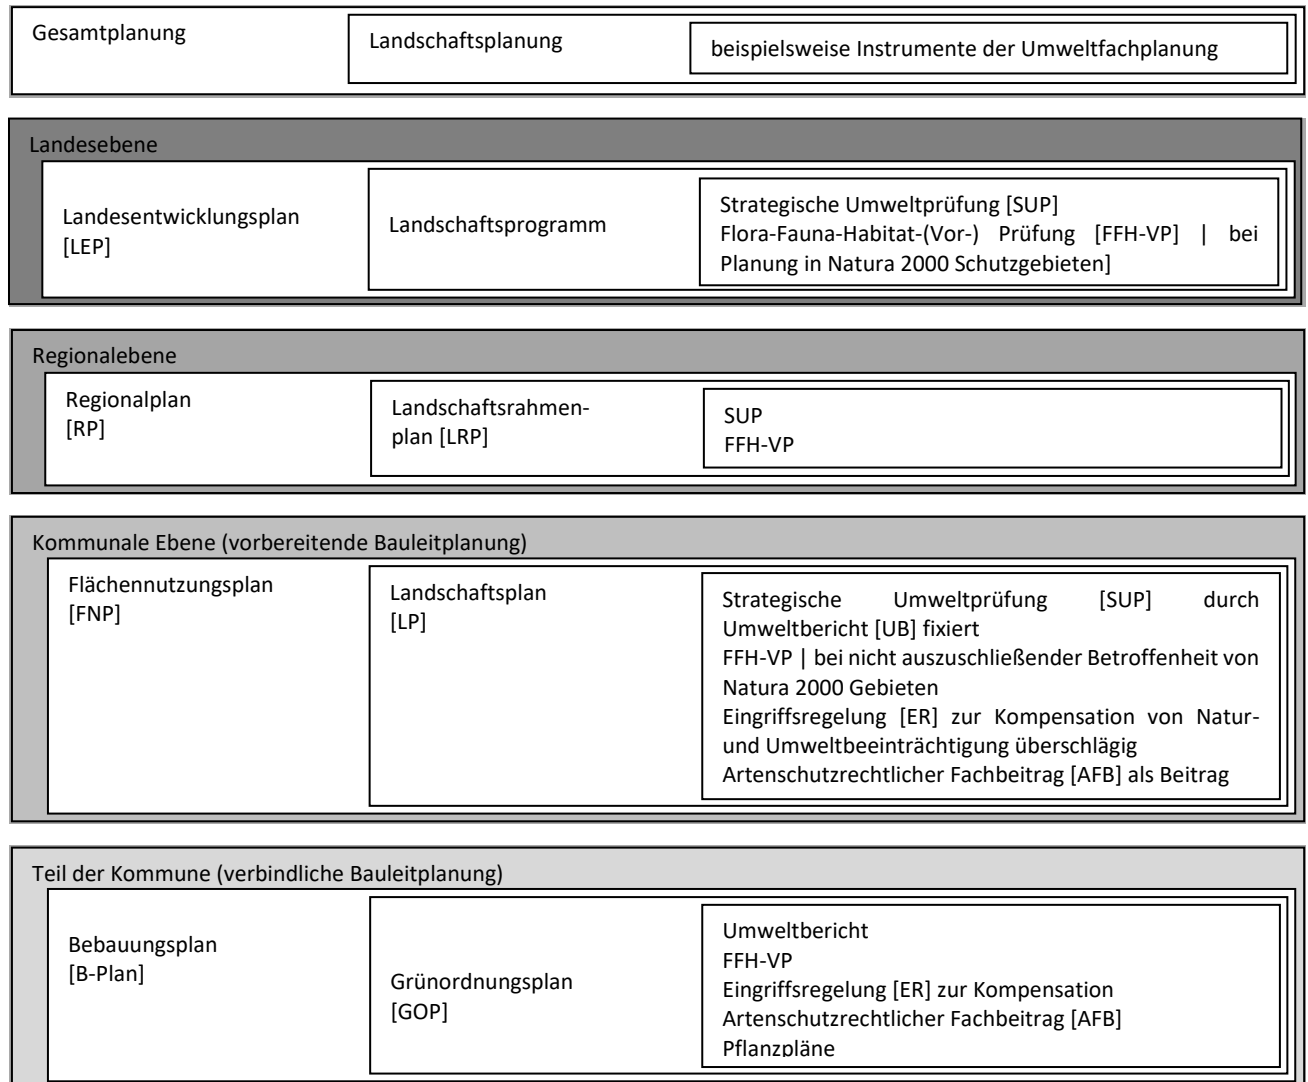 Gesamtplanung
Landschaftsplanung
beispielsweise Instrumente der Umweltfachplanung
Landesebene
Landesentwicklungsplan
[LEP]
Landschaftsprogramm
Strategische Umweltprüfung [SUP]
Flora-Fauna-Habitat-(Vor-) Prüfung [FFH-VP] | bei
Planung in Natura 2000 Schutzgebieten]
Regionalebene
Regionalplan
[RP]
Landschaftsrahmen-
plan [LRP]
SUP
FFH-VP
Kommunale Ebene (vorbereitende Bauleitplanung)
Flächennutzungsplan
[FNP]
Landschaftsplan
[LP]
Strategische Umweltprüfung [SUP] durch
Umweltbericht [UB] fixiert
FFH-VP | bei nicht auszuschließender Betroffenheit von
Natura 2000 Gebieten
Eingriffsregelung [ER] zur Kompensation von Natur-
und Umweltbeeinträchtigung überschlägig
Artenschutzrechtlicher Fachbeitrag [AFB] als Beitrag
Teil der Kommune (verbindliche Bauleitplanung)
Bebauungsplan
[B-Plan]
Grünordnungsplan
[GOP]
Umweltbericht
FFH-VP
Eingriffsregelung [ER] zur Kompensation
Artenschutzrechtlicher Fachbeitrag [AFB]
Pflanzpläne